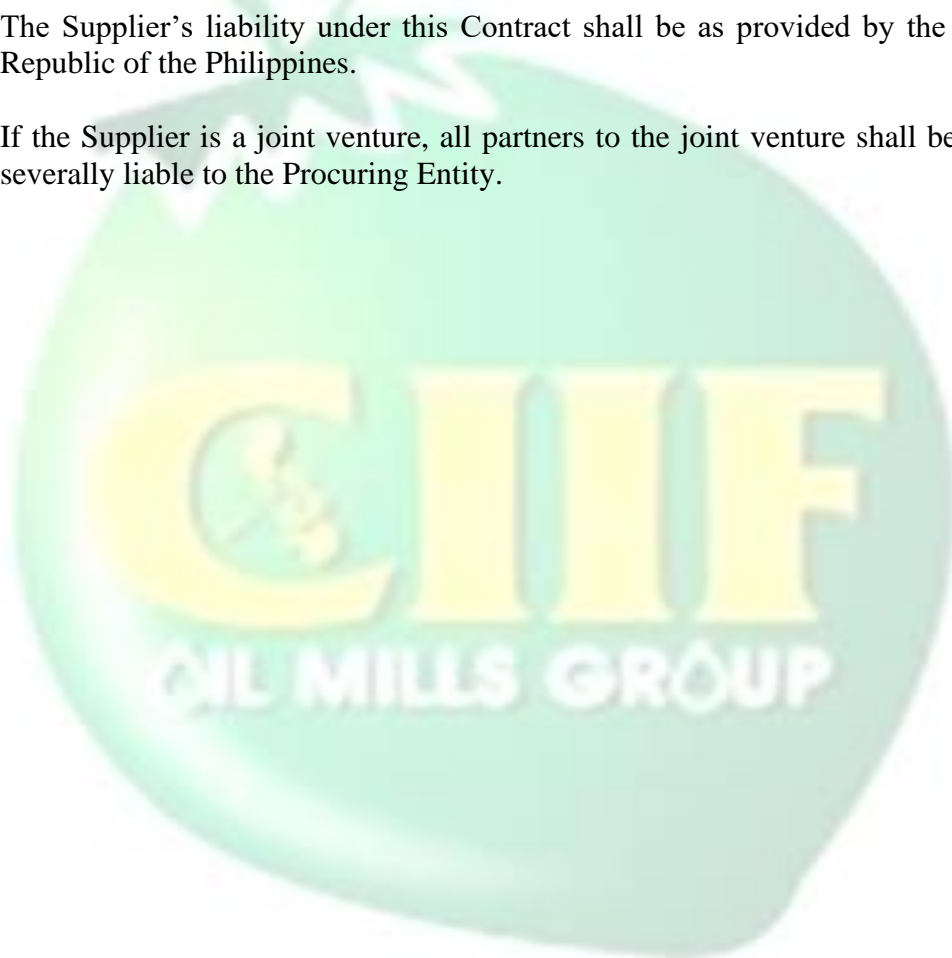 The Supplier’s liability under this Contract shall be as provided by the
Republic of the Philippines.
If the Supplier is a joint venture, all partners to the joint venture shall be
severally liable to the Procuring Entity.
CIIF
OIL MILLS GROUP